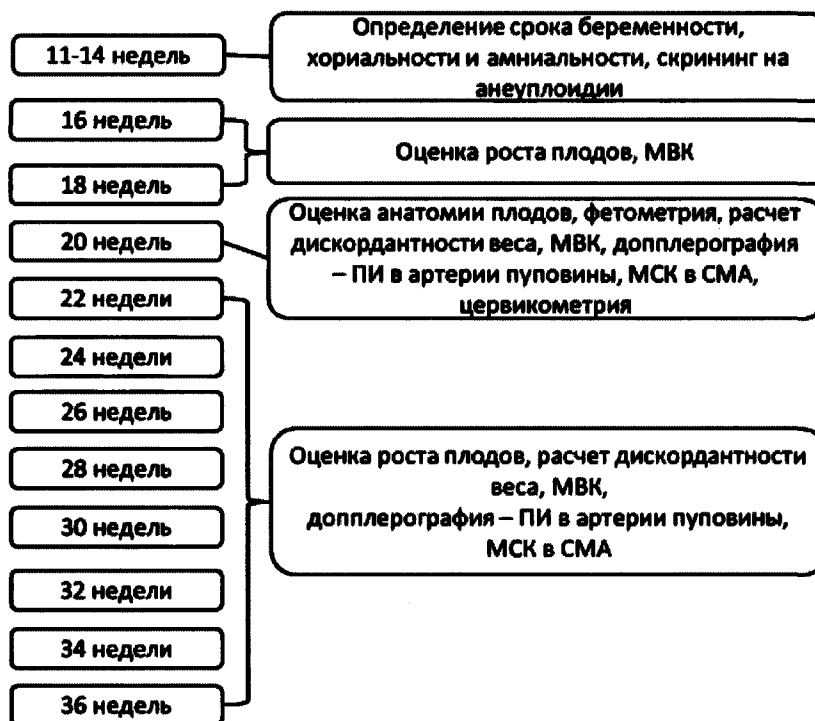 11-14 недель
Определение срока беременности,
хориальности и амниальности, скрининг на
анеуплоидии
16 недель
18 недель
Оценка роста плодов, МВК
20 недель
Оценка анатомии плодов, фетометрия, расчет
дискордантности веса, МВК, допплерография
– ПИ в артерии пуповины, МСК в СМА,
цервикометрия
22 недели
24 недели
26 недель
28 недель
30 недель
32 недели
34 недели
36 недель
Оценка роста плодов, расчет дискордантности
веса, МВК,
допплерография – ПИ в артерии пуповины,
МСК в СМА